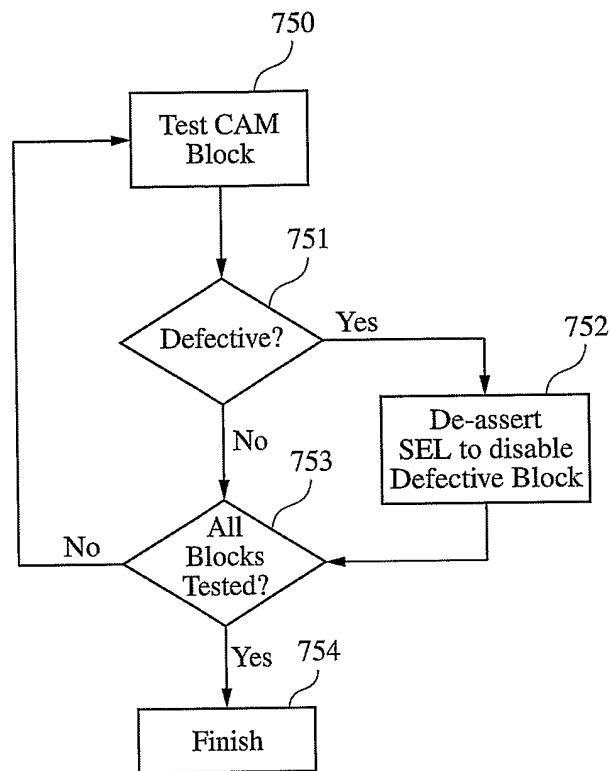 750
Test CAM
Block
751
Defective?
Yes
752
De-assert
SEL to disable
Defective Block
No
753
All
Blocks
Tested?
No
Yes
754
Finish